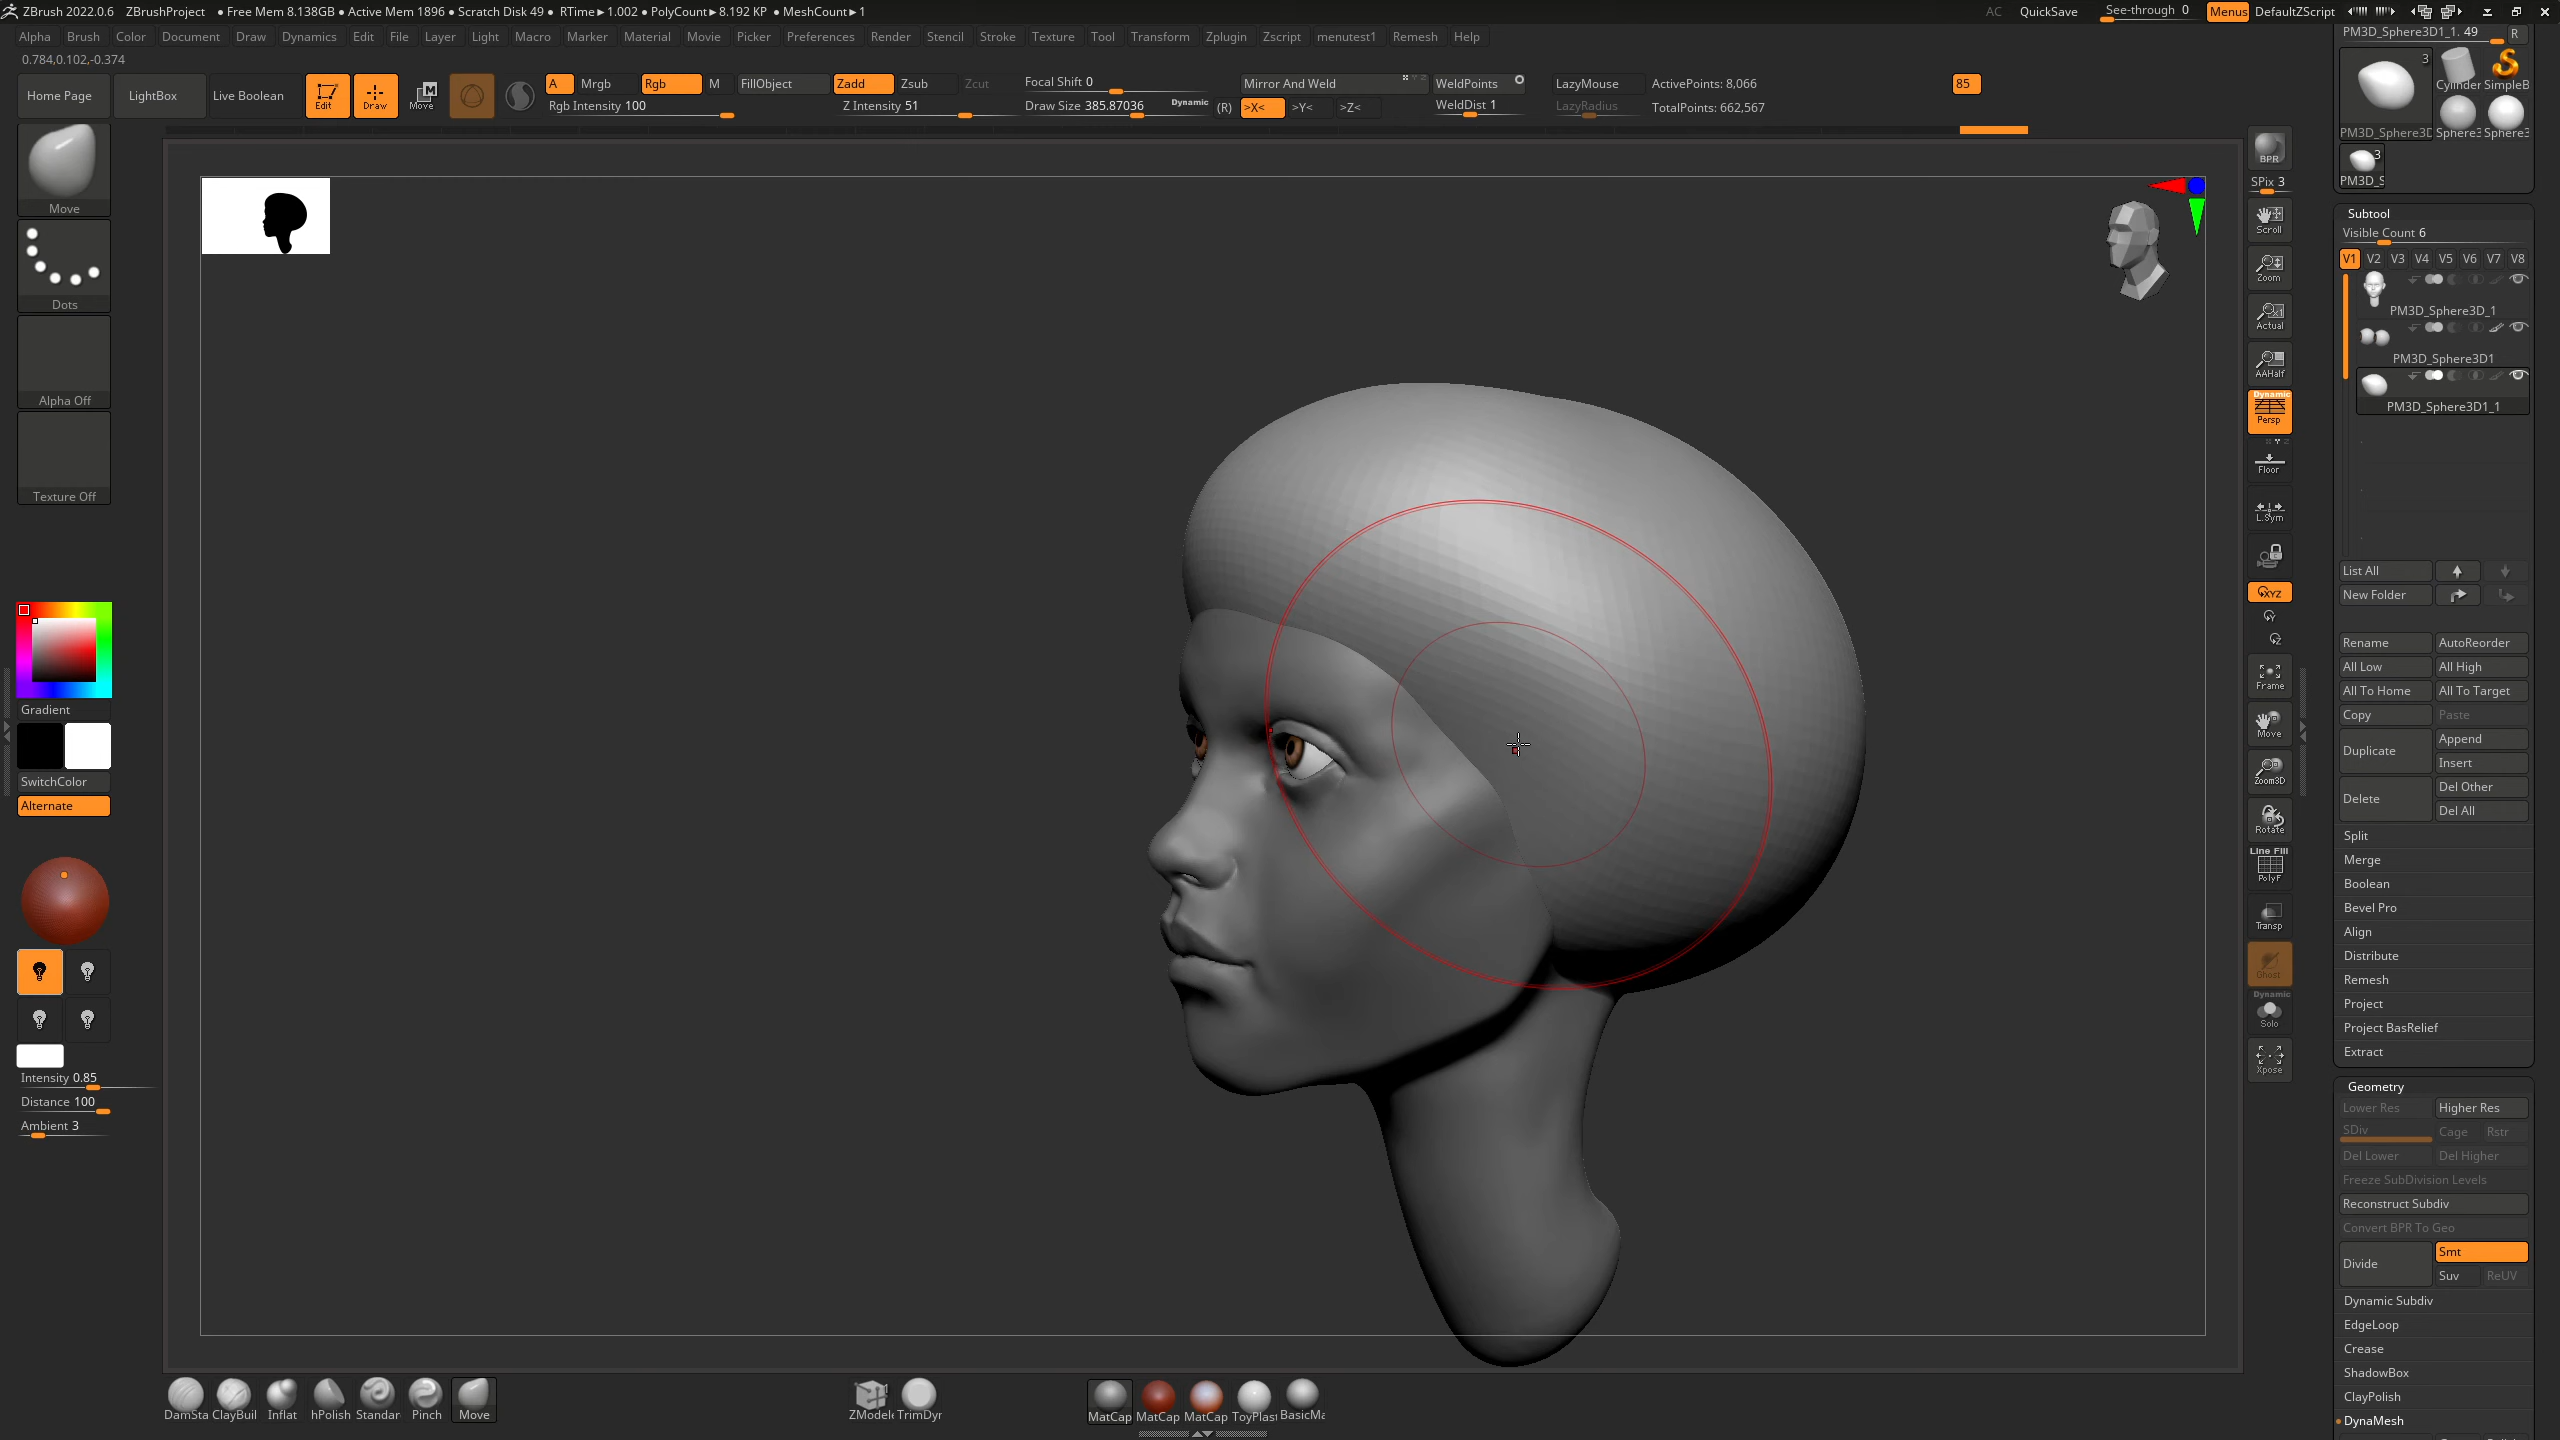 ZBrush 2022.0.6 ZBrushProject • Free Mem 8.138GB • Active Mem 1896 • Scratch Disk 49 • RTime►1.002 • PolyCount►8.192 KP • MeshCount►1 AC QuickSave See-through 0 Menus DefaultZScript
Alpha Brush Color Document Draw Dynamics Edit File Layer Light Macro Marker Material Movie Picker Preferences Render Stencil Stroke Texture Tool Transform Zplugin Zscript menutest1 Remesh Help
0.784,0.102,-0.374
Home Page LightBox Live Boolean Edit Draw Move
A Mrgb Rgb M FillObject Zadd Zsub Zcut Focal Shift 0 Mirror And Weld WeldPoints LazyMouse ActivePoints: 8,066 85
Rgb Intensity 100 Z Intensity 51 Draw Size 385.87036 Dynamic (R) >X< >Y< >Z< WeldDist 1 LazyRadius TotalPoints: 662,567
Move
Dots
Alpha Off
Texture Off
Gradient
SwitchColor
Alternate
Intensity 0.85
Distance 100
Ambient 3
BPR
SPix 3
Scroll
Zoom
Actual
AAHalf
Dynamic
Persp
Floor
L.Sym
XYZ
Frame
Move
Zoom3D
Rotate
Line Fill
PolyF
Transp
Ghost
Dynamic
Solo
Xpose
PM3D_Sphere3D1_1. 49 R
3
Cylinder SimpleB
PM3D_Sphere3D Sphere3 Sphere3
3
PM3D_S
Subtool
Visible Count 6
V1 V2 V3 V4 V5 V6 V7 V8
PM3D_Sphere3D_1
PM3D_Sphere3D1
PM3D_Sphere3D1_1
List All
New Folder
Rename AutoReorder
All Low All High
All To Home All To Target
Copy Paste
Duplicate Append
Insert
Delete Del Other
Del All
Split
Merge
Boolean
Bevel Pro
Align
Distribute
Remesh
Project
Project BasRelief
Extract
Geometry
Lower Res Higher Res
SDiv Cage Rstr
Del Lower Del Higher
Freeze SubDivision Levels
Reconstruct Subdiv
Convert BPR To Geo
Divide Smt
Suv ReUV
Dynamic Subdiv
EdgeLoop
Crease
ShadowBox
ClayPolish
DynaMesh
DamSta ClayBuil Inflat hPolish Standar Pinch Move ZModele TrimDyr MatCap MatCap MatCap ToyPlas BasicMa